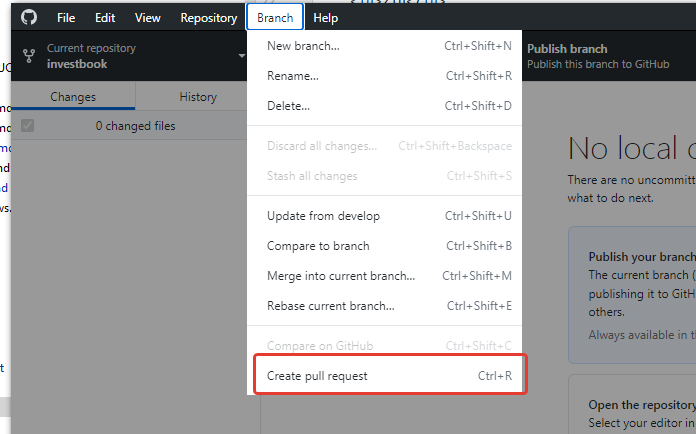 File Edit View Repository Branch Help
Current repository
investbook
Publish branch
Publish this branch to GitHub
Changes History
0 changed files
New branch... Ctrl+Shift+N
Rename... Ctrl+Shift+R
Delete... Ctrl+Shift+D
Discard all changes... Ctrl+Shift+Backspace
Stash all changes Ctrl+Shift+S
Update from develop Ctrl+Shift+U
Compare to branch Ctrl+Shift+B
Merge into current branch... Ctrl+Shift+M
Rebase current branch... Ctrl+Shift+E
Compare on GitHub Ctrl+Shift+C
Create pull request Ctrl+R
No local
There are no uncommitt
what to do next.
Publish your branch
The current branch (
publishing it to GitH
others.
Always available in t
Open the repository
Select your editor in